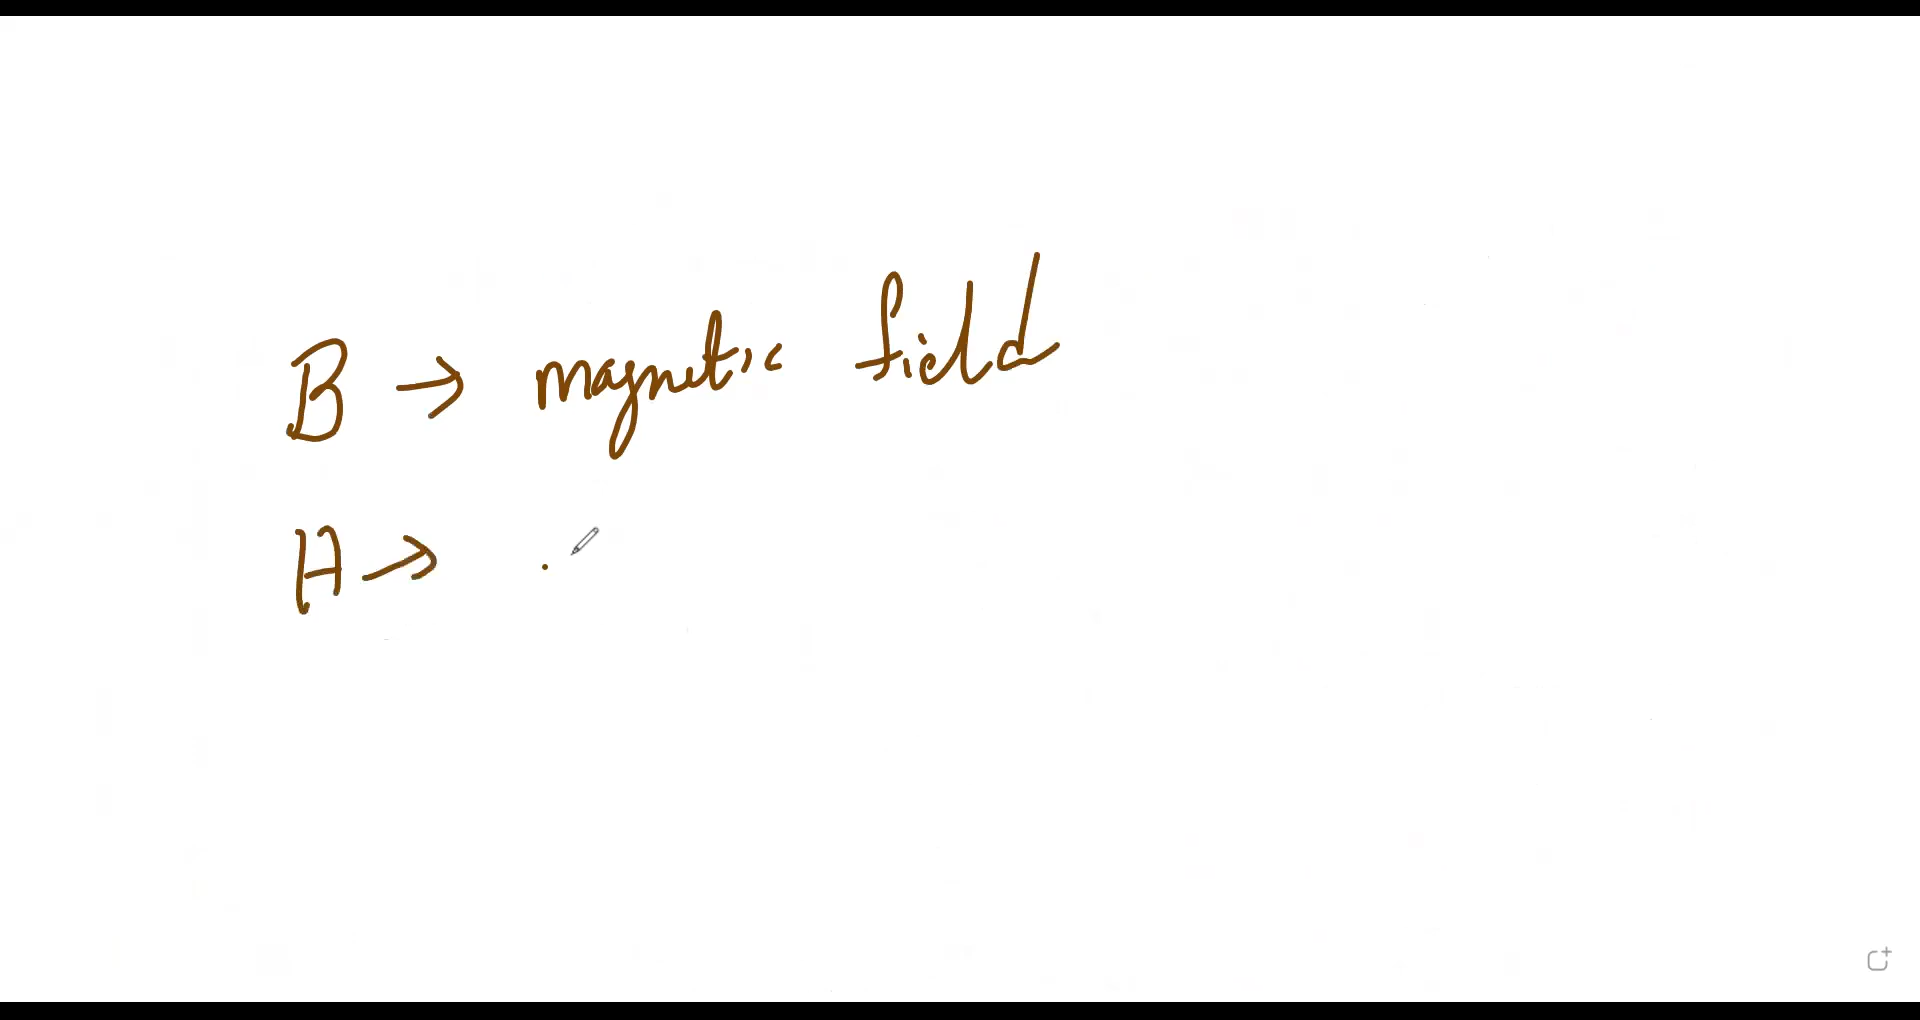 B → magnetic field
H →